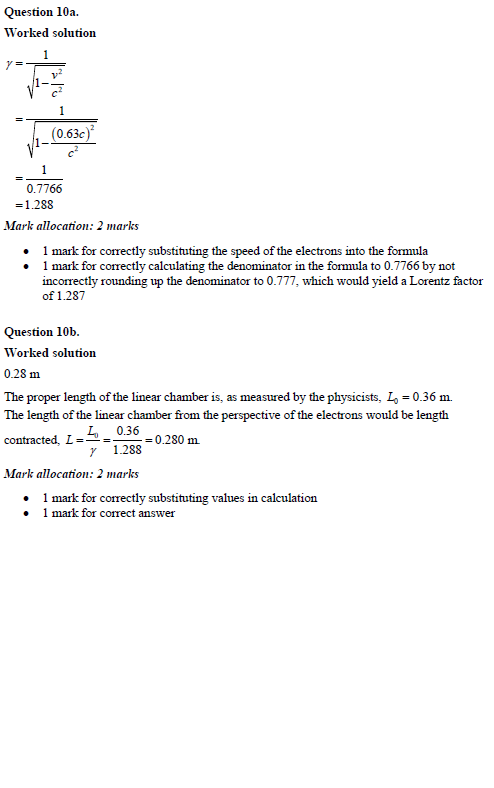 Question 10a.
Worked solution
γ = 1 / √(1 − v²/c²)
= 1 / √(1 − (0.63c)²/c²)
= 1 / 0.7766
= 1.288
Mark allocation: 2 marks
• 1 mark for correctly substituting the speed of the electrons into the formula
• 1 mark for correctly calculating the denominator in the formula to 0.7766 by not
incorrectly rounding up the denominator to 0.777, which would yield a Lorentz factor
of 1.287
Question 10b.
Worked solution
0.28 m
The proper length of the linear chamber is, as measured by the physicists, L₀ = 0.36 m.
The length of the linear chamber from the perspective of the electrons would be length
contracted, L = L₀/γ = 0.36/1.288 = 0.280 m.
Mark allocation: 2 marks
• 1 mark for correctly substituting values in calculation
• 1 mark for correct answer